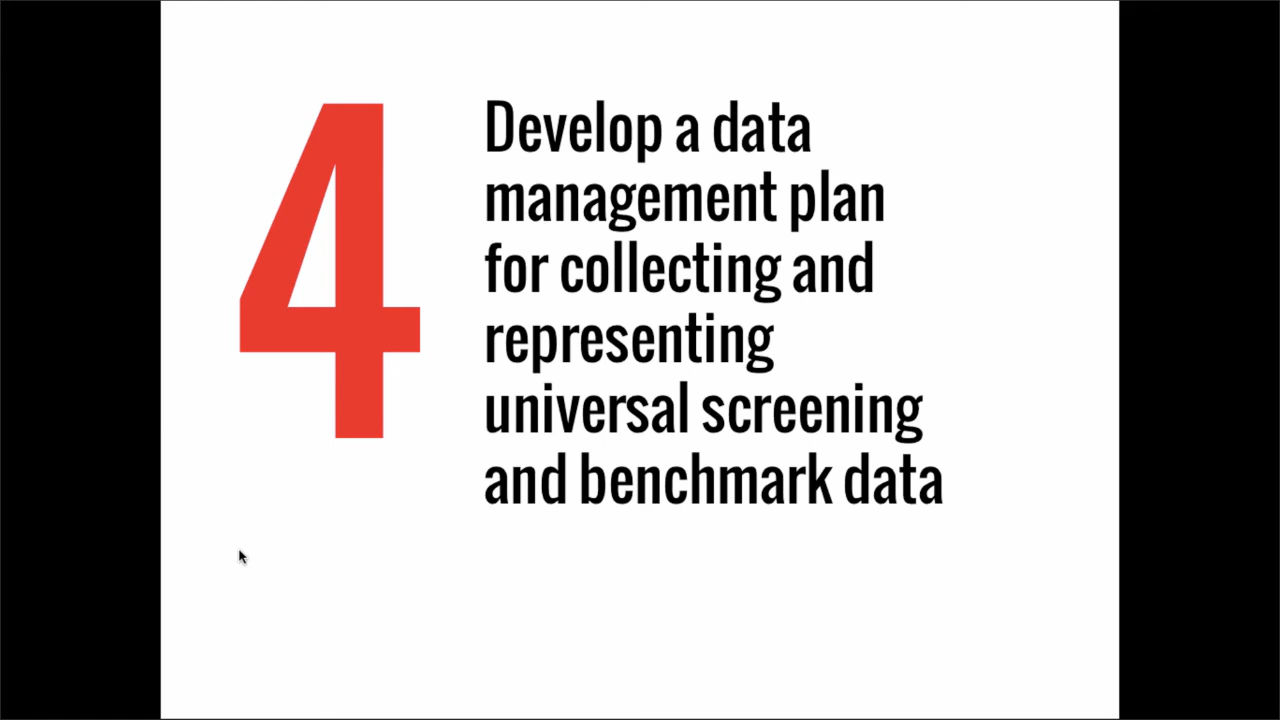 4
Develop a data
management plan
for collecting and
representing
universal screening
and benchmark data